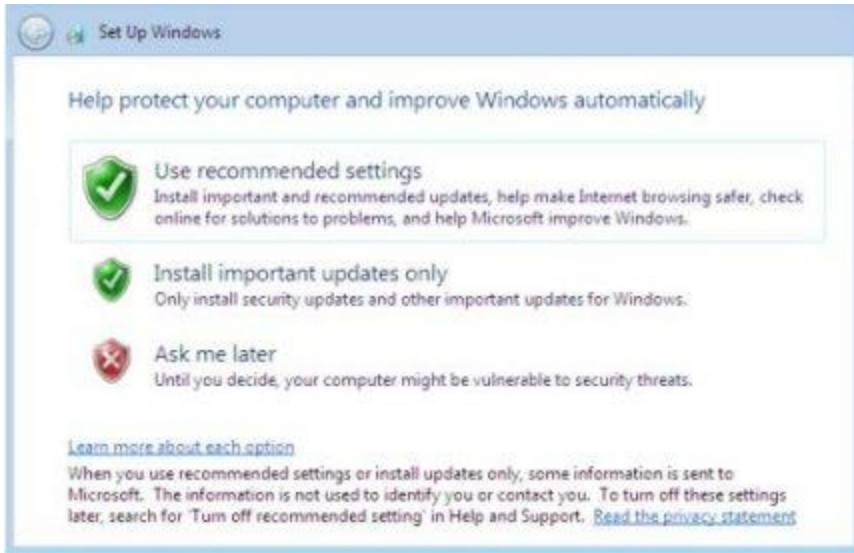 Set Up Windows
Help protect your computer and improve Windows automatically
Use recommended settings
Install important and recommended updates, help make Internet browsing safer, check
online for solutions to problems, and help Microsoft improve Windows.
Install important updates only
Only install security updates and other important updates for Windows.
Ask me later
Until you decide, your computer might be vulnerable to security threats.
Learn more about each option
When you use recommended settings or install updates only, some information is sent to
Microsoft. The information is not used to identify you or contact you. To turn off these settings
later, search for 'Turn off recommended setting' in Help and Support. Read the privacy statement